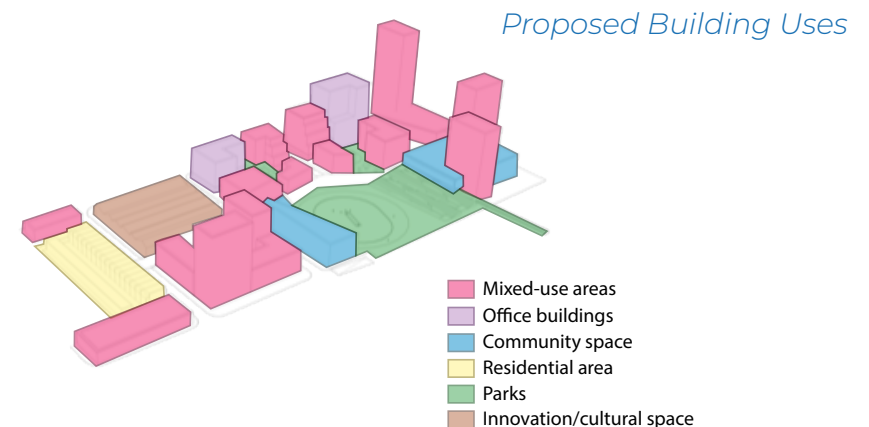 Proposed Building Uses
Mixed-use areas
Office buildings
Community space
Residential area
Parks
Innovation/cultural space